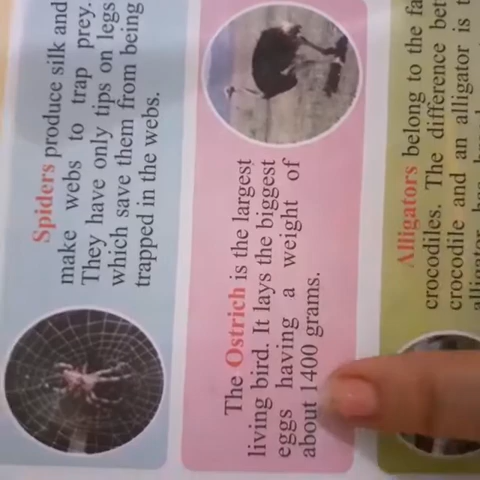 Spiders produce silk and
make webs to trap prey.
They have only tips on legs
which save them from being
trapped in the webs.
The Ostrich is the largest
living bird. It lays the biggest
eggs having a weight of
about 1400 grams.
Alligators belong to the
crocodiles. The difference
crocodile and an alligator is